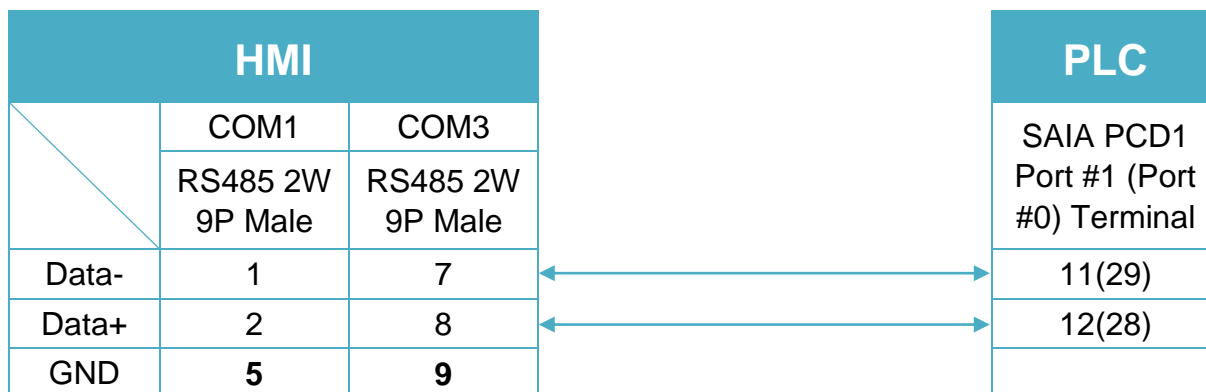 HMI PLC
COM1 COM3
RS485 2W RS485 2W
9P Male 9P Male
SAIA PCD1
Port #1 (Port
#0) Terminal
Data- 1 7 11(29)
Data+ 2 8 12(28)
GND 5 9